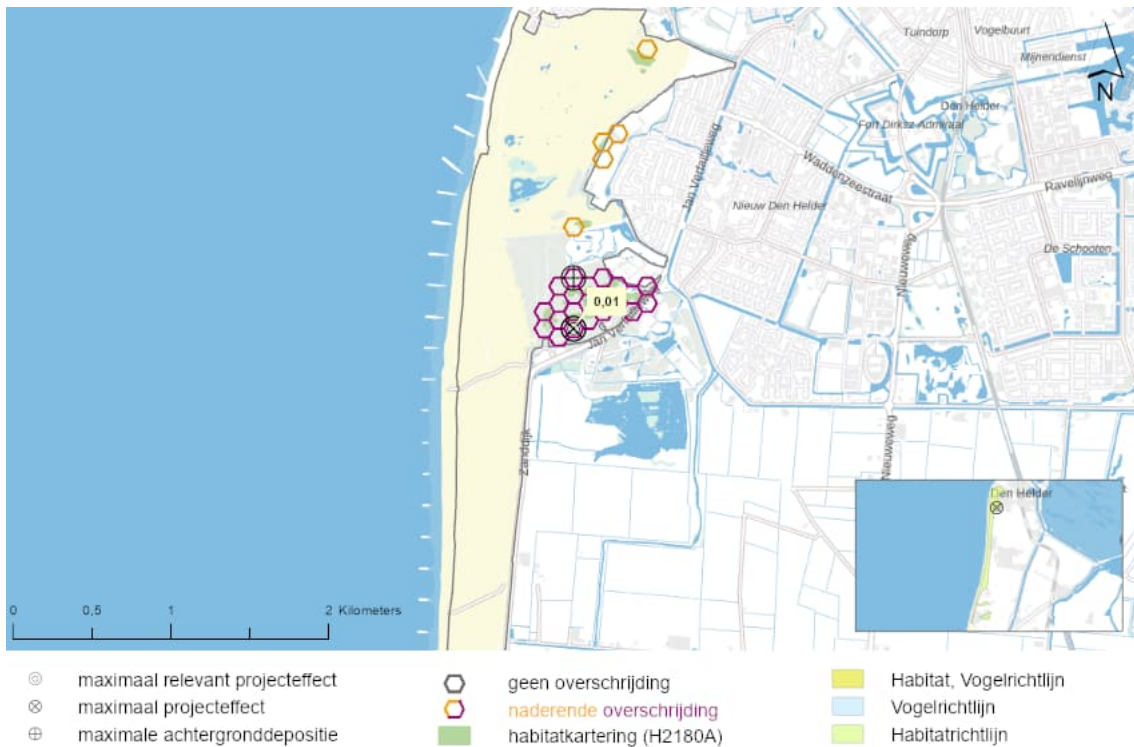 Tuindorp
Vogelbuurt
Mijnendienst
N
Den Helder
Fort Dirksz Admiraal
Jan Verfailleweg
Waddenzeestraat
Ravelijnweg
Nieuw Den Helder
De Schooten
Nieuweweg
0,01
Zanddijk
Nieuweweg
Den Helder
0 0,5 1 2 Kilometers
maximaal relevant projecteffect
maximaal projecteffect
maximale achtergronddepositie
geen overschrijding
naderende overschrijding
habitatkartering (H2180A)
Habitat, Vogelrichtlijn
Vogelrichtlijn
Habitatrichtlijn